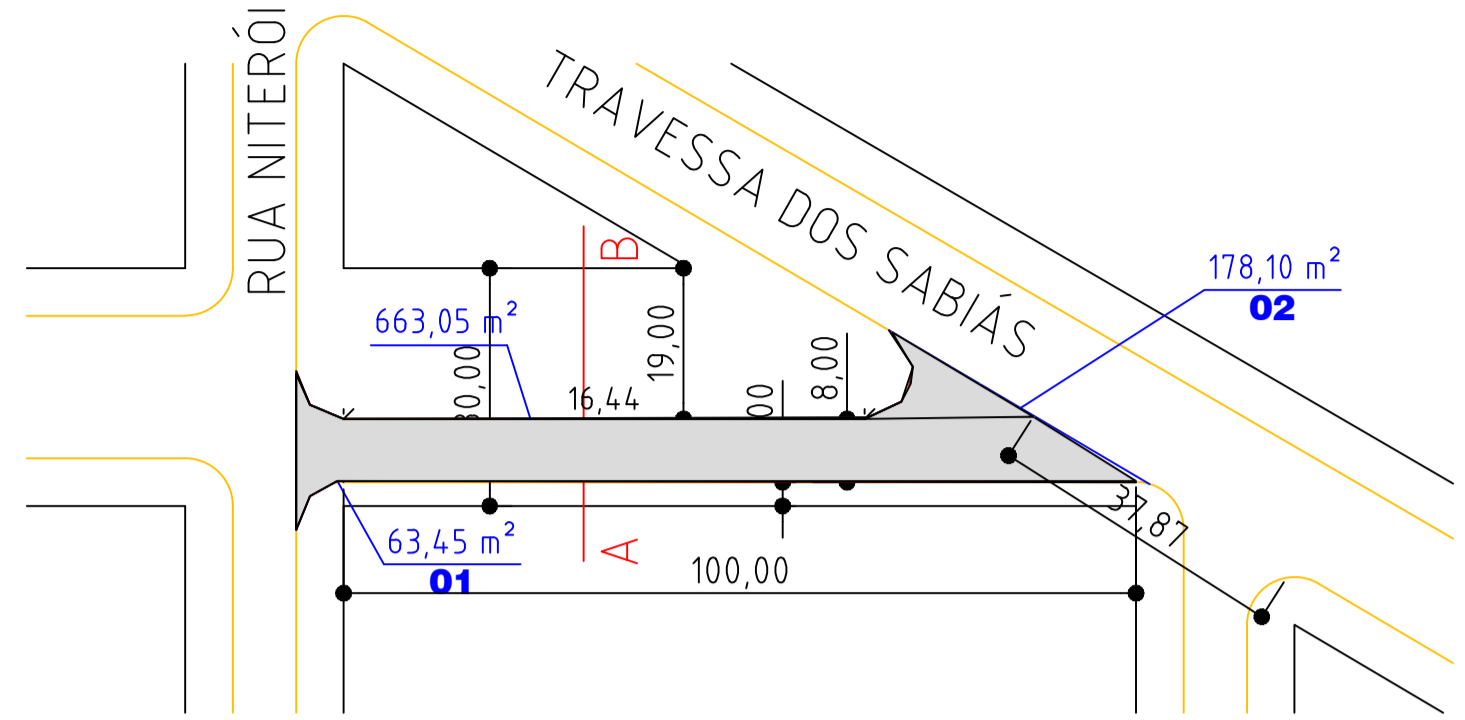 RUA NITERÓI
TRAVESSA DOS SABIÁS
B
178,10 m²
02
663,05 m²
19,00
8,00
16,44
37,87
63,45 m²
01
A
100,00